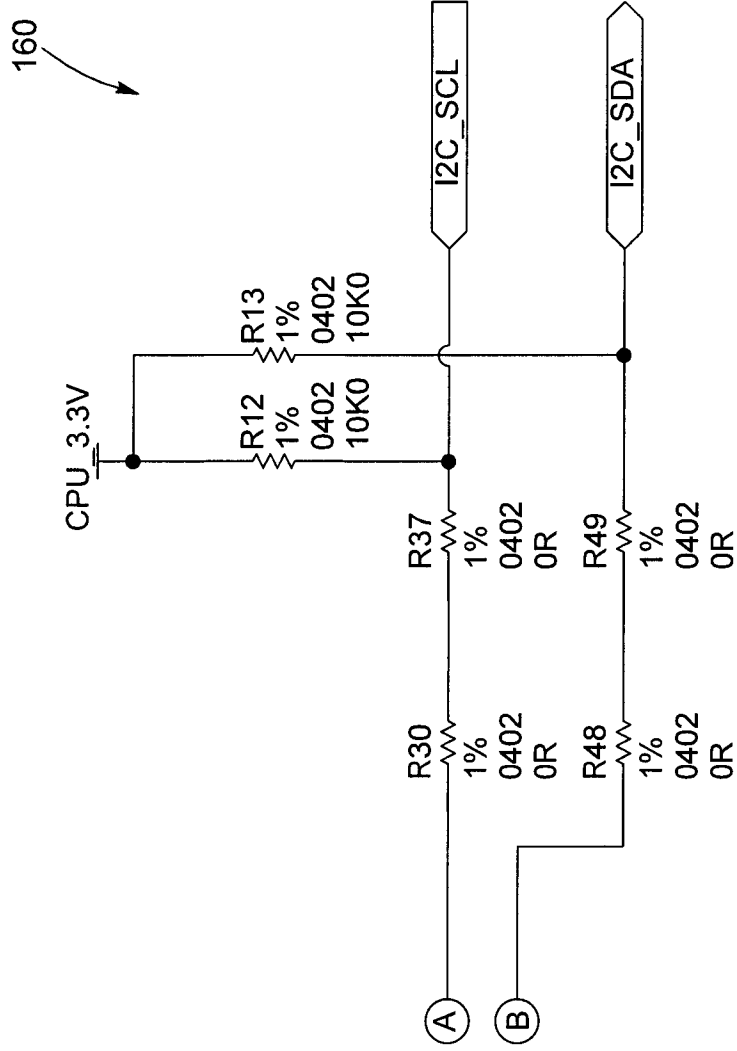 160
CPU_3.3V
R12
1%
0402
10K0
R13
1%
0402
10K0
I2C_SCL
I2C_SDA
R30
1%
0402
0R
R37
1%
0402
0R
R48
1%
0402
0R
R49
1%
0402
0R
A
B